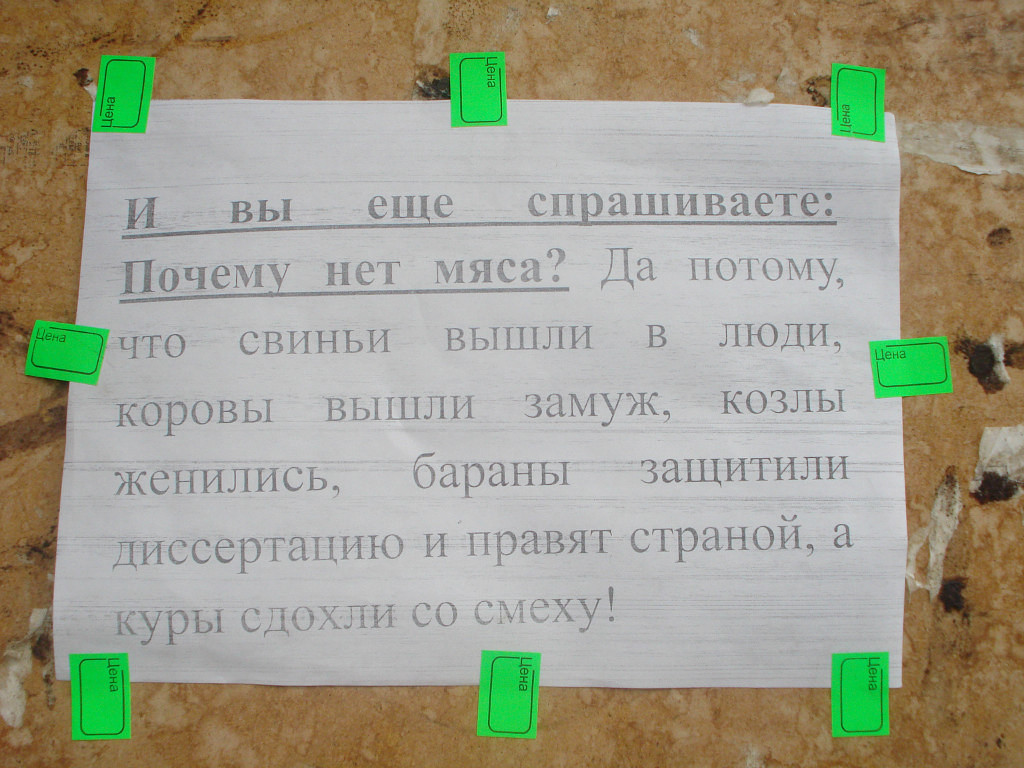 Цена
Цена
Цена
И вы еще спрашиваете:
Почему нет мяса? Да потому,
что свиньи вышли в люди,
коровы вышли замуж, козлы
женились, бараны защитили
диссертацию и правят страной, а
куры сдохли со смеху!
Цена
Цена
Цена
Цена
Цена